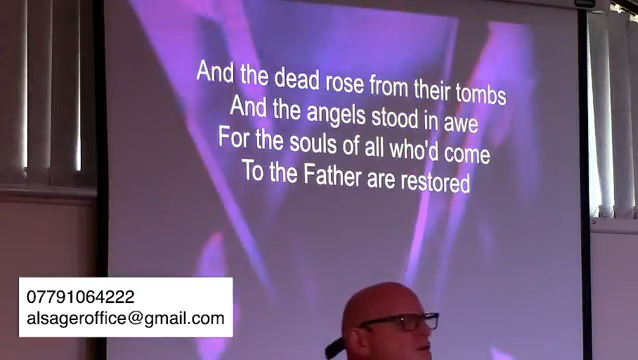 And the dead rose from their tombs
And the angels stood in awe
For the souls of all who'd come
To the Father are restored
07791064222
alsageroffice@gmail.com